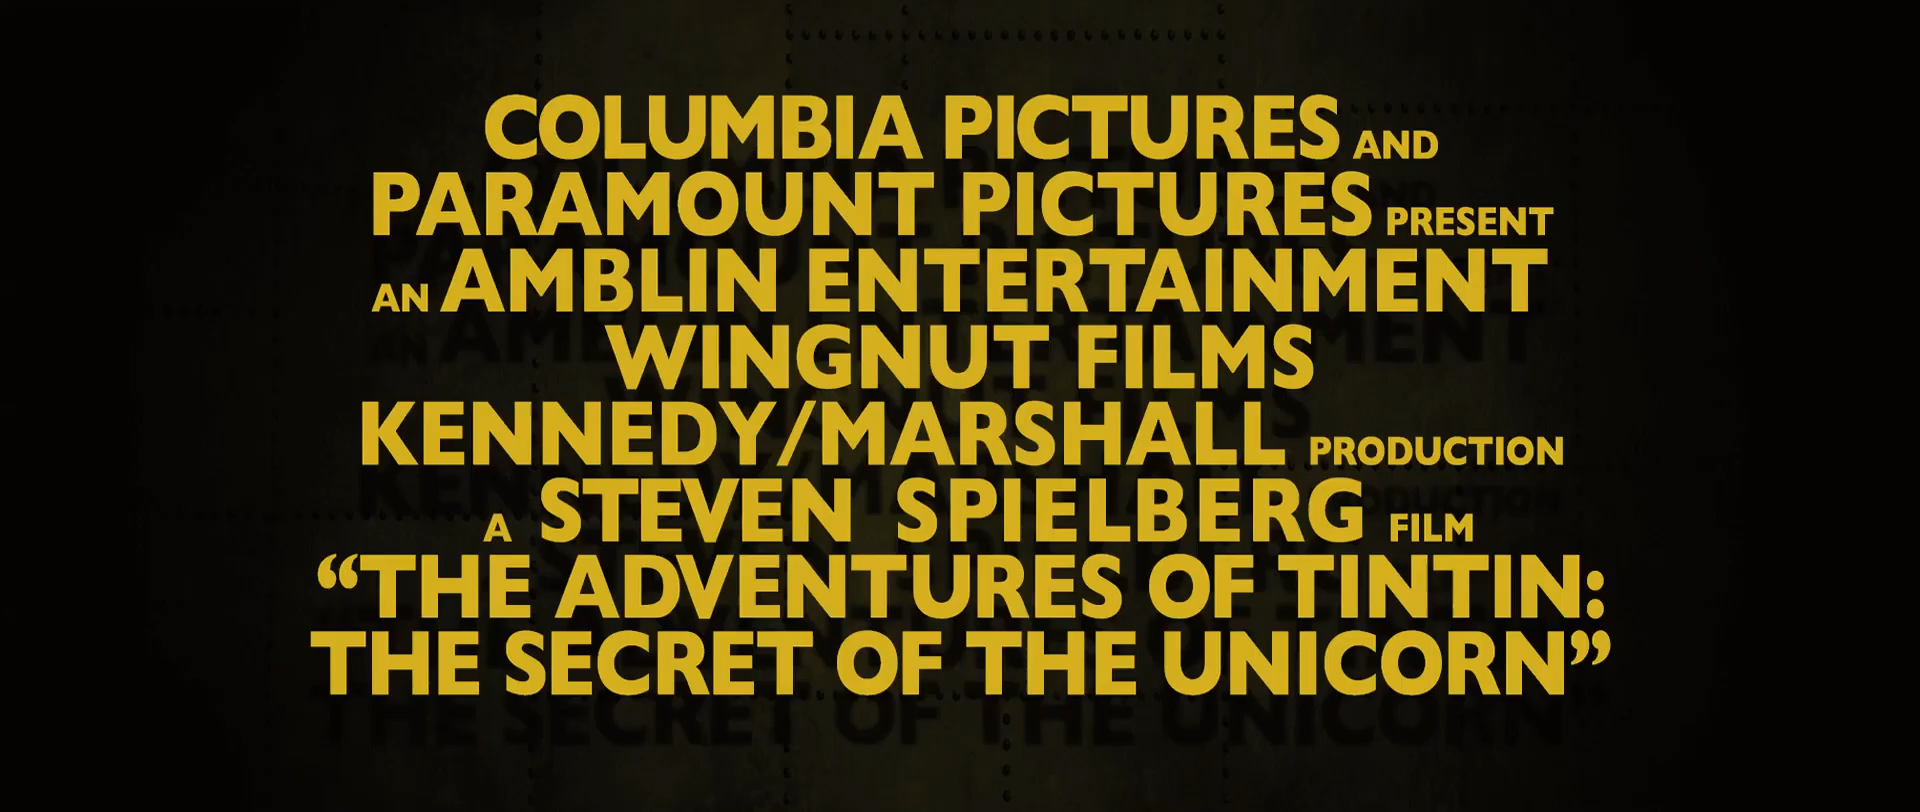 COLUMBIA PICTURES AND
PARAMOUNT PICTURES PRESENT
AN AMBLIN ENTERTAINMENT
WINGNUT FILMS
KENNEDY/MARSHALL PRODUCTION
A STEVEN SPIELBERG FILM
“THE ADVENTURES OF TINTIN:
THE SECRET OF THE UNICORN”